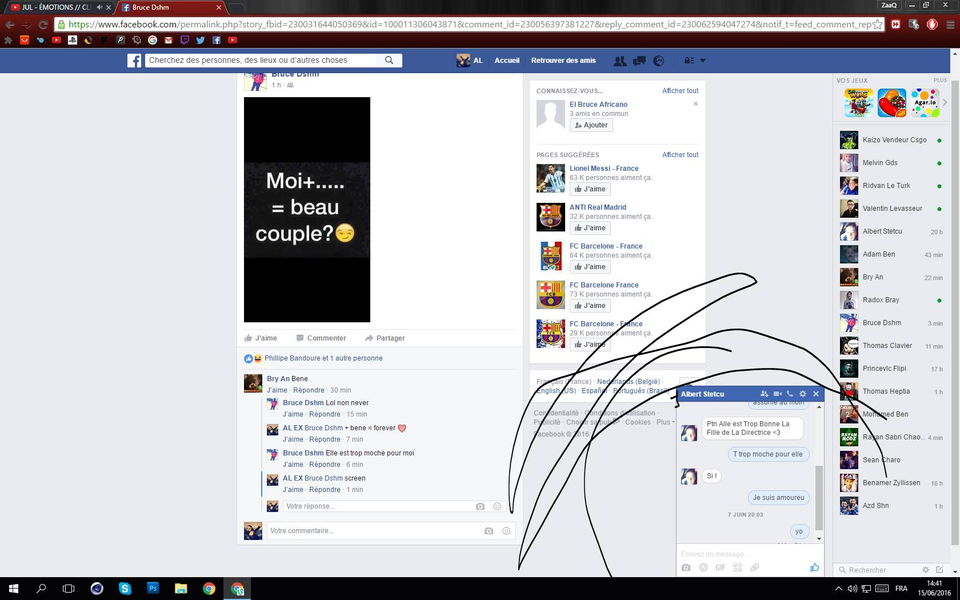 ZaaQ
JUL - ÉMOTIONS // CL
Bruce Dshm
https://www.facebook.com/permalink.php?story_fbid=230031644050369&id=100011306043871&comment_id=230056397381227&reply_comment_id=230062594047274&notif_t=feed_comment_rep
Cherchez des personnes, des lieux ou d'autres choses
AL
Accueil
Retrouver des amis
Bruce Dshm
1 h
Moi+.....
= beau
couple?😏
J'aime
Commenter
Partager
Phillipe Bandoure et 1 autre personne
Bry An Bene
J'aime · Répondre · 30 min
Bruce Dshm Lol non never
J'aime · Répondre · 15 min
AL EX Bruce Dshm + bene = forever
J'aime · Répondre · 7 min
Bruce Dshm Elle est trop moche pour moi
J'aime · Répondre · 6 min
AL EX Bruce Dshm screen
J'aime · Répondre · 1 min
Votre réponse...
Votre commentaire...
CONNAISSEZ-VOUS...
Afficher tout
El Bruce Africano
3 amis en commun
Ajouter
PAGES SUGGÉRÉES
Afficher tout
Lionel Messi - France
63 K personnes aiment ça.
J'aime
ANTI Real Madrid
32 K personnes aiment ça.
J'aime
FC Barcelone - France
64 K personnes aiment ça.
J'aime
FC Barcelone France
73 K personnes aiment ça.
J'aime
FC Barcelone - France
29 K personnes aiment ça.
J'aime
Français (France) · Nederlands (België) ·
English (US) · Español · Português (Brasil)
Confidentialité · Conditions d'utilisation ·
Publicité · Choisir sa pub · Cookies · Plus
Facebook © 2016
Albert Stetcu
assume au moin
Ptn Alle est Trop Bonne La
Fille de La Directrice <3
T trop moche pour elle
Si !
Je suis amoureu
7 JUIN 20:03
yo
Écrivez un message...
GIF
VOS JEUX
PLUS
Agar.io
Kaizo Vendeur Csgo
Melvin Gds
Ridvan Le Turk
Valentin Levasseur
Albert Stetcu 20 h
Adam Ben 43 min
Bry An 22 min
Radox Bray
Bruce Dshm 3 min
Thomas Clavier 11 min
Princevic Flipi 1 h
Thomas Heptia 1 h
Mohamed Ben
Rayan Sabri Chao... 4 min
Sean Charo
Benamer Zyllissen 16 h
Azd Shn 1 h
Rechercher
FRA
14:41
15/06/2016